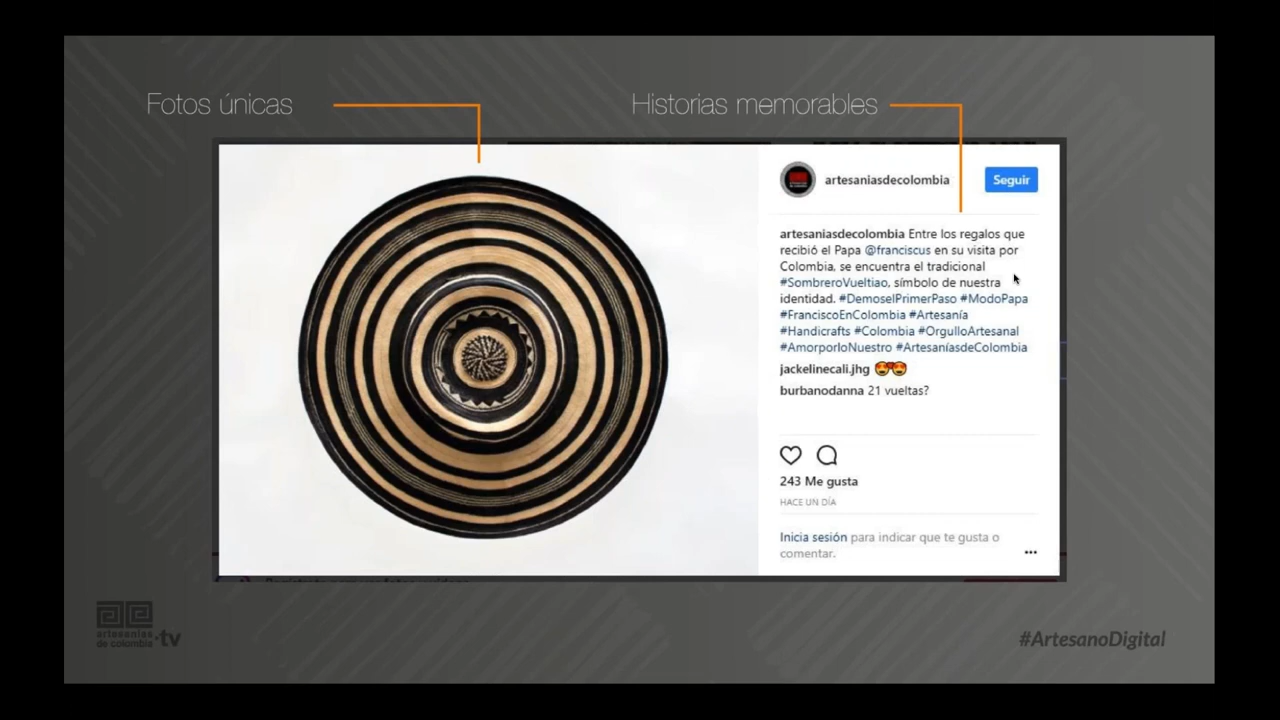 Fotos únicas
Historias memorables
artesaniasdecolombia
Seguir
artesaniasdecolombia Entre los regalos que
recibió el Papa @franciscus en su visita por
Colombia, se encuentra el tradicional
#SombreroVueltiao, símbolo de nuestra
identidad. #DemoselPrimerPaso #ModoPapa
#FranciscoEnColombia #Artesanía
#Handicrafts #Colombia #OrgulloArtesanal
#AmorporloNuestro #ArtesaníasdeColombia
jackelinecali.jhg 😍😍
burbanodanna 21 vueltas?
243 Me gusta
HACE UN DÍA
Inicia sesión para indicar que te gusta o
comentar.
artesanías
de colombia .tv
#ArtesanoDigital